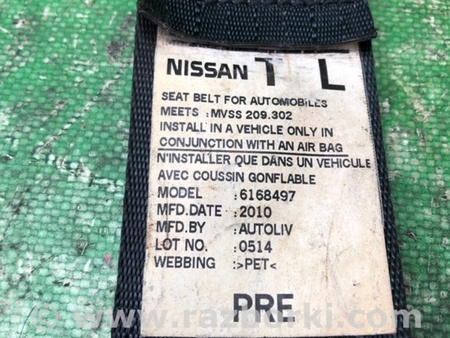 NISSAN T L
SEAT BELT FOR AUTOMOBILES
MEETS :MVSS 209.302
INSTALL IN A VEHICLE ONLY IN
CONJUNCTION WITH AN AIR BAG
N'INSTALLER QUE DANS UN VEHICULE
AVEC COUSSIN GONFLABLE
MODEL :6168497
MFD.DATE :2010
MFD.BY :AUTOLIV
LOT NO. :0514
WEBBING :>PET<
PRE
© www.razborki.com